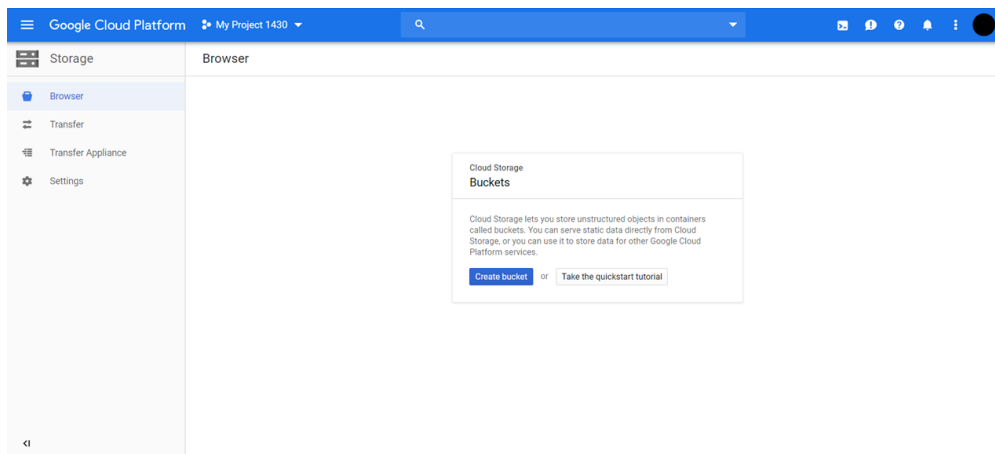 Google Cloud Platform My Project 1430
Storage
Browser
Browser
Transfer
Transfer Appliance
Settings
Cloud Storage
Buckets
Cloud Storage lets you store unstructured objects in containers
called buckets. You can serve static data directly from Cloud
Storage, or you can use it to store data for other Google Cloud
Platform services.
Create bucket or Take the quickstart tutorial